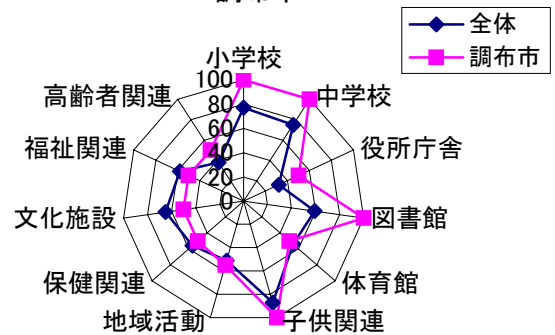 全体
調布市
小学校
中学校
役所庁舎
図書館
体育館
子供関連
地域活動
保健関連
文化施設
福祉関連
高齢者関連
100
80
60
40
20
0